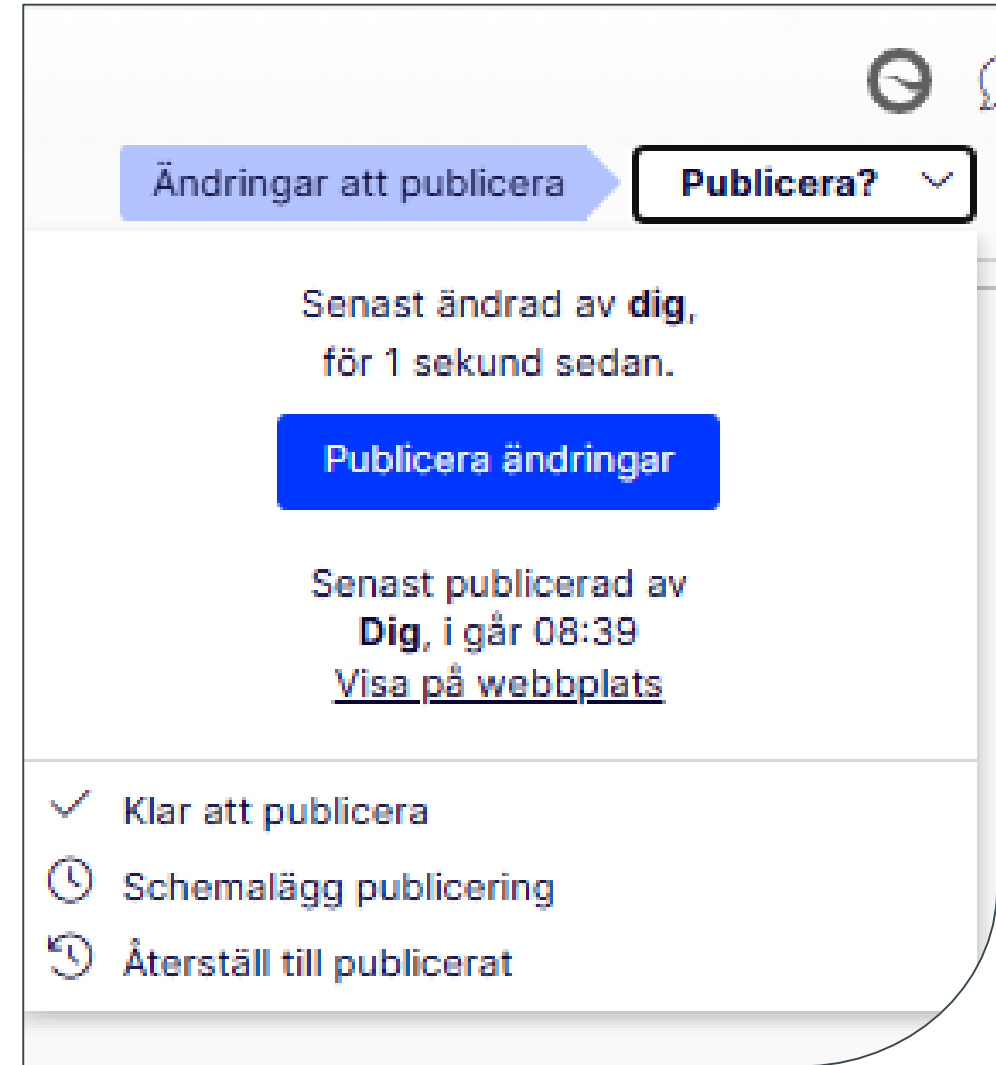 Ändringar att publicera
Publicera?
Senast ändrad av dig,
för 1 sekund sedan.
Publicera ändringar
Senast publicerad av
Dig, i går 08:39
Visa på webbplats
Klar att publicera
Schemalägg publicering
Återställ till publicerat